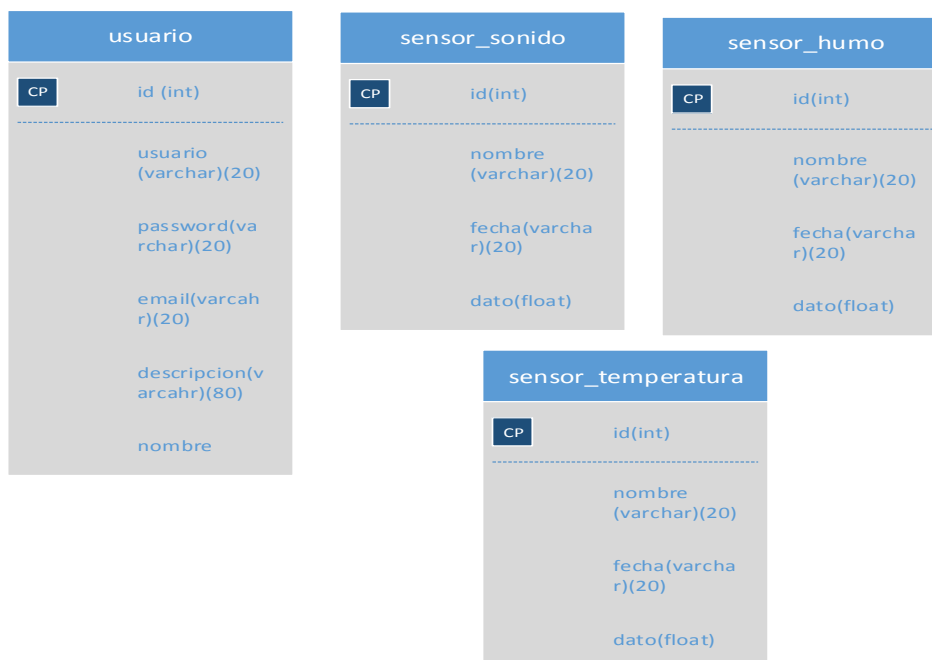 usuario
CP
id (int)
usuario
(varchar)(20)
password(va
rchar)(20)
email(varcah
r)(20)
descripcion(v
arcahr)(80)
nombre
sensor_sonido
CP
id(int)
nombre
(varchar)(20)
fecha(varcha
r)(20)
dato(float)
sensor_humo
CP
id(int)
nombre
(varchar)(20)
fecha(varcha
r)(20)
dato(float)
sensor_temperatura
CP
id(int)
nombre
(varchar)(20)
fecha(varcha
r)(20)
dato(float)